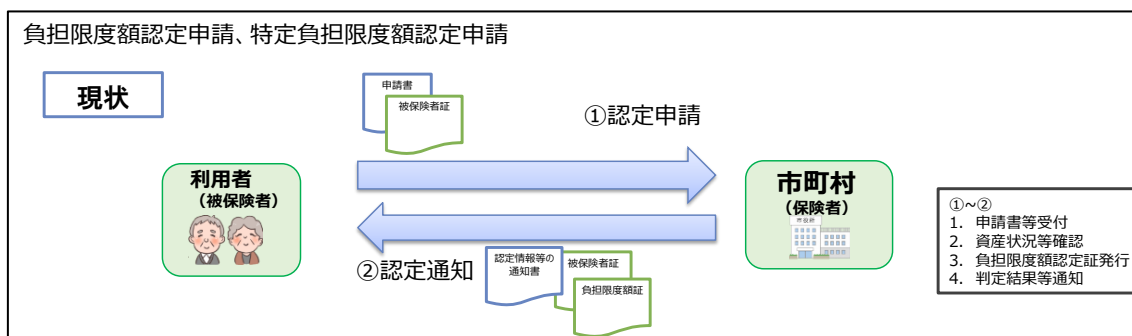 負担限度額認定申請、特定負担限度額認定申請
現状
申請書
被保険者証
①認定申請
利用者
（被保険者）
市町村
（保険者）
市役所
②認定通知
認定情報等の
通知書
被保険者証
負担限度額証
①~②
1. 申請書等受付
2. 資産状況等確認
3. 負担限度額認定証発行
4. 判定結果等通知